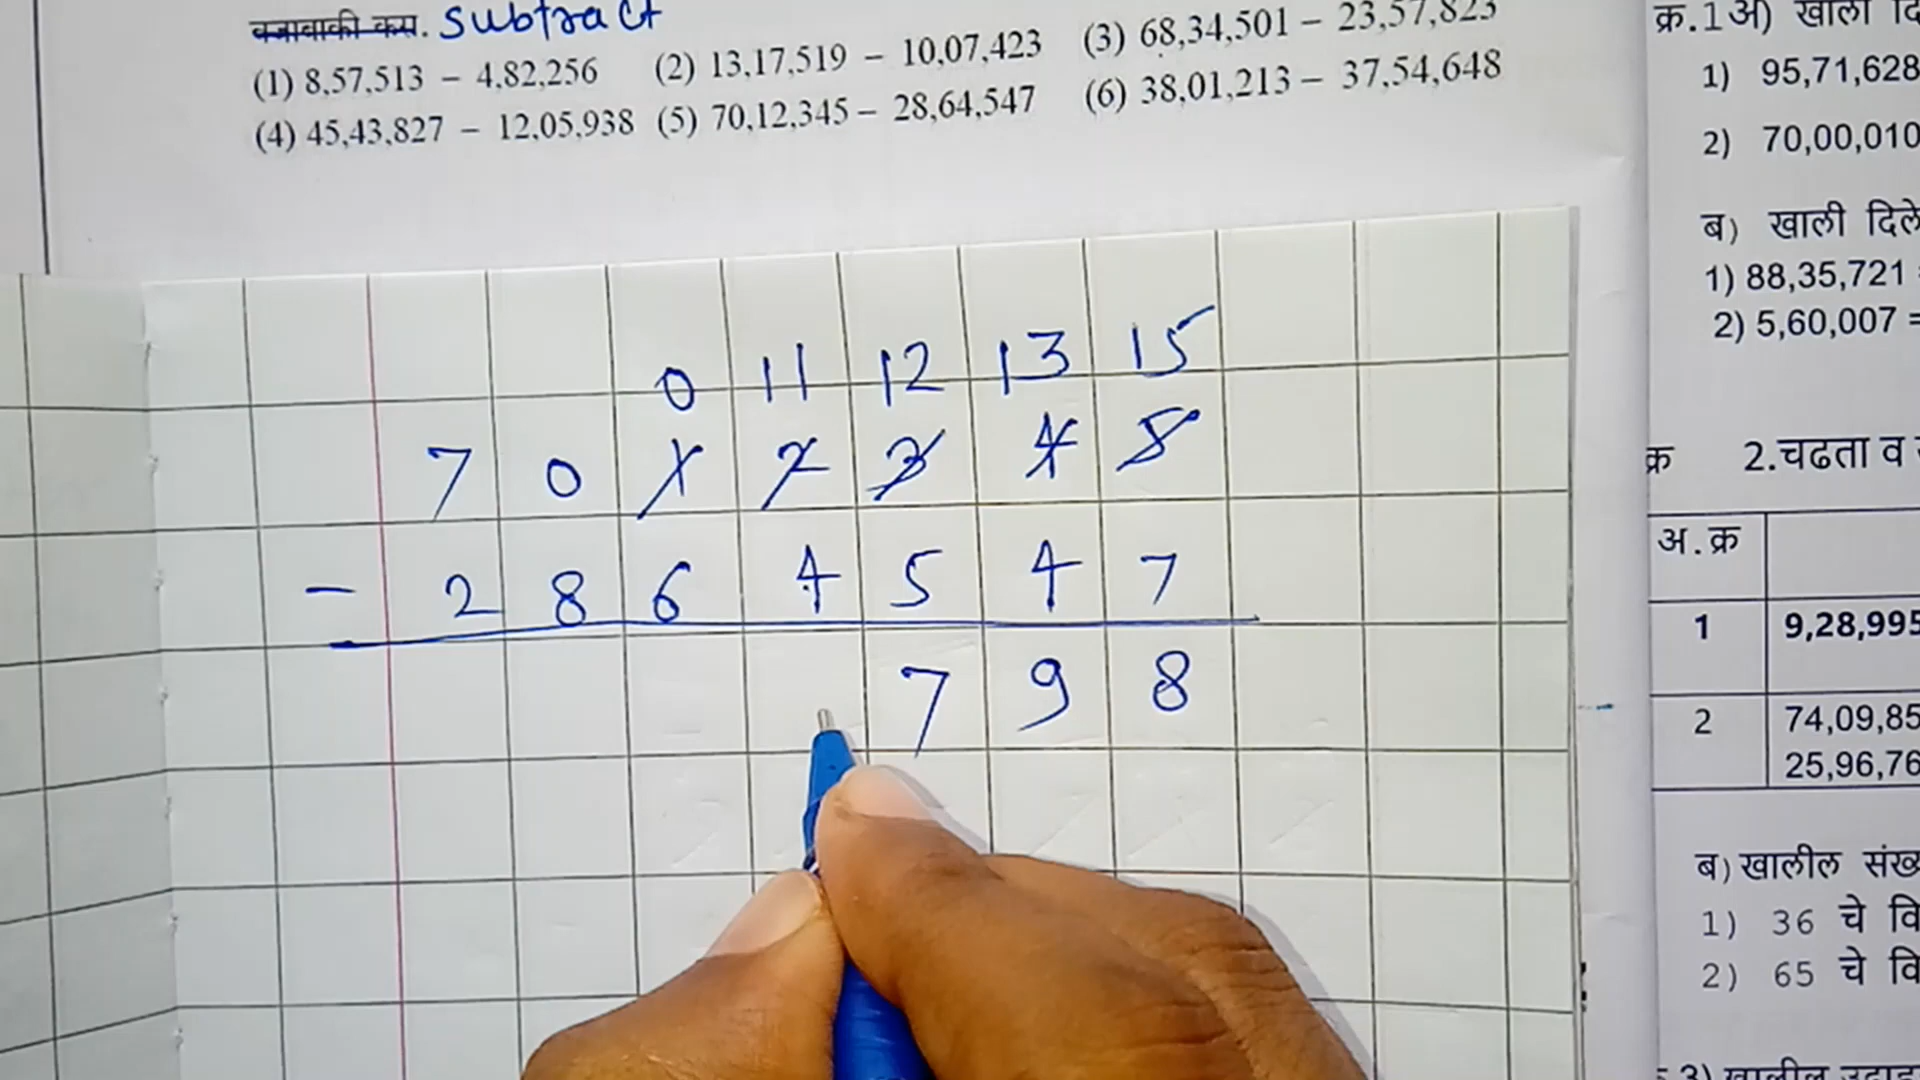 वजाबाकी करा. Subtract
(1) 8,57,513 – 4,82,256 (2) 13,17,519 – 10,07,423 (3) 68,34,501 – 23,57,823
(4) 45,43,827 – 12,05,938 (5) 70,12,345 – 28,64,547 (6) 38,01,213 – 37,54,648
0 11 12 13 15
7 0 1 2 3 4 5
– 2 8 6 4 5 4 7
7 9 8
क्र.1अ) खाली
1) 95,71,628
2) 70,00,010
ब) खाली दिले
1) 88,35,721
2) 5,60,007 =
क्र 2.चढता व
अ.क्र
1 9,28,995
2 74,09,85
25,96,76
ब) खालील संख्
1) 36 चे वि
2) 65 चे वि
3) खालील